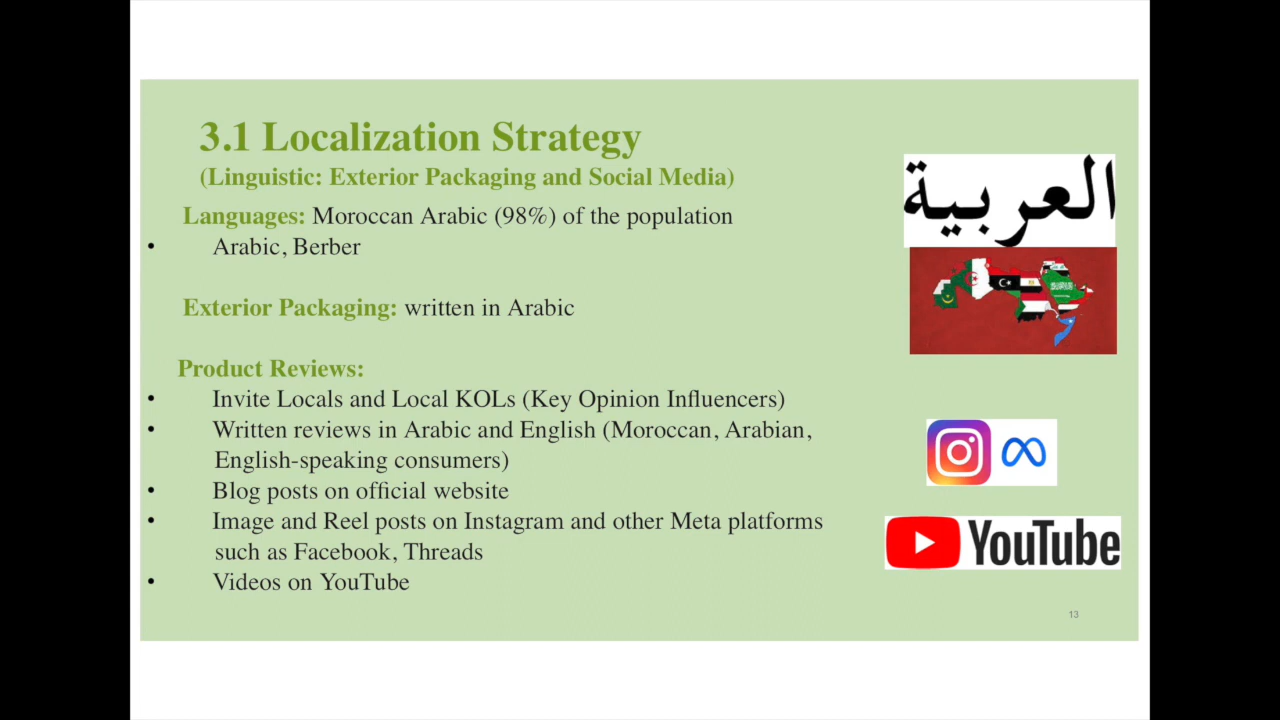 3.1 Localization Strategy
(Linguistic: Exterior Packaging and Social Media)
Languages: Moroccan Arabic (98%) of the population
• Arabic, Berber
Exterior Packaging: written in Arabic
Product Reviews:
• Invite Locals and Local KOLs (Key Opinion Influencers)
• Written reviews in Arabic and English (Moroccan, Arabian,
English-speaking consumers)
• Blog posts on official website
• Image and Reel posts on Instagram and other Meta platforms
such as Facebook, Threads
• Videos on YouTube
العربية
YouTube
13